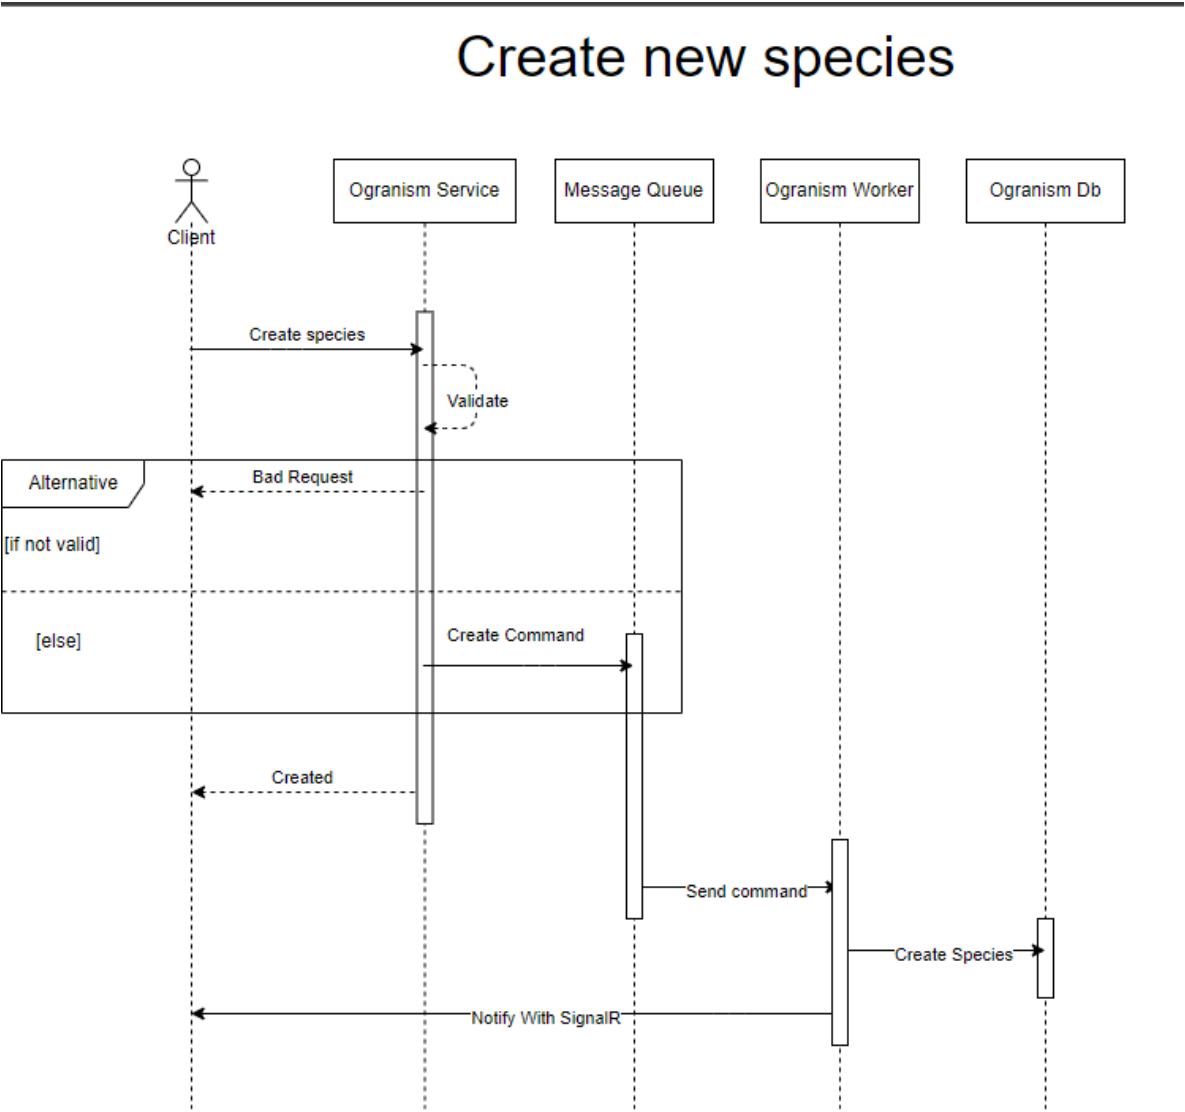 Create new species
Client
Ogranism Service
Message Queue
Ogranism Worker
Ogranism Db
Create species
Validate
Alternative
Bad Request
[if not valid]
[else]
Create Command
Created
Send command
Create Species
Notify With SignalR